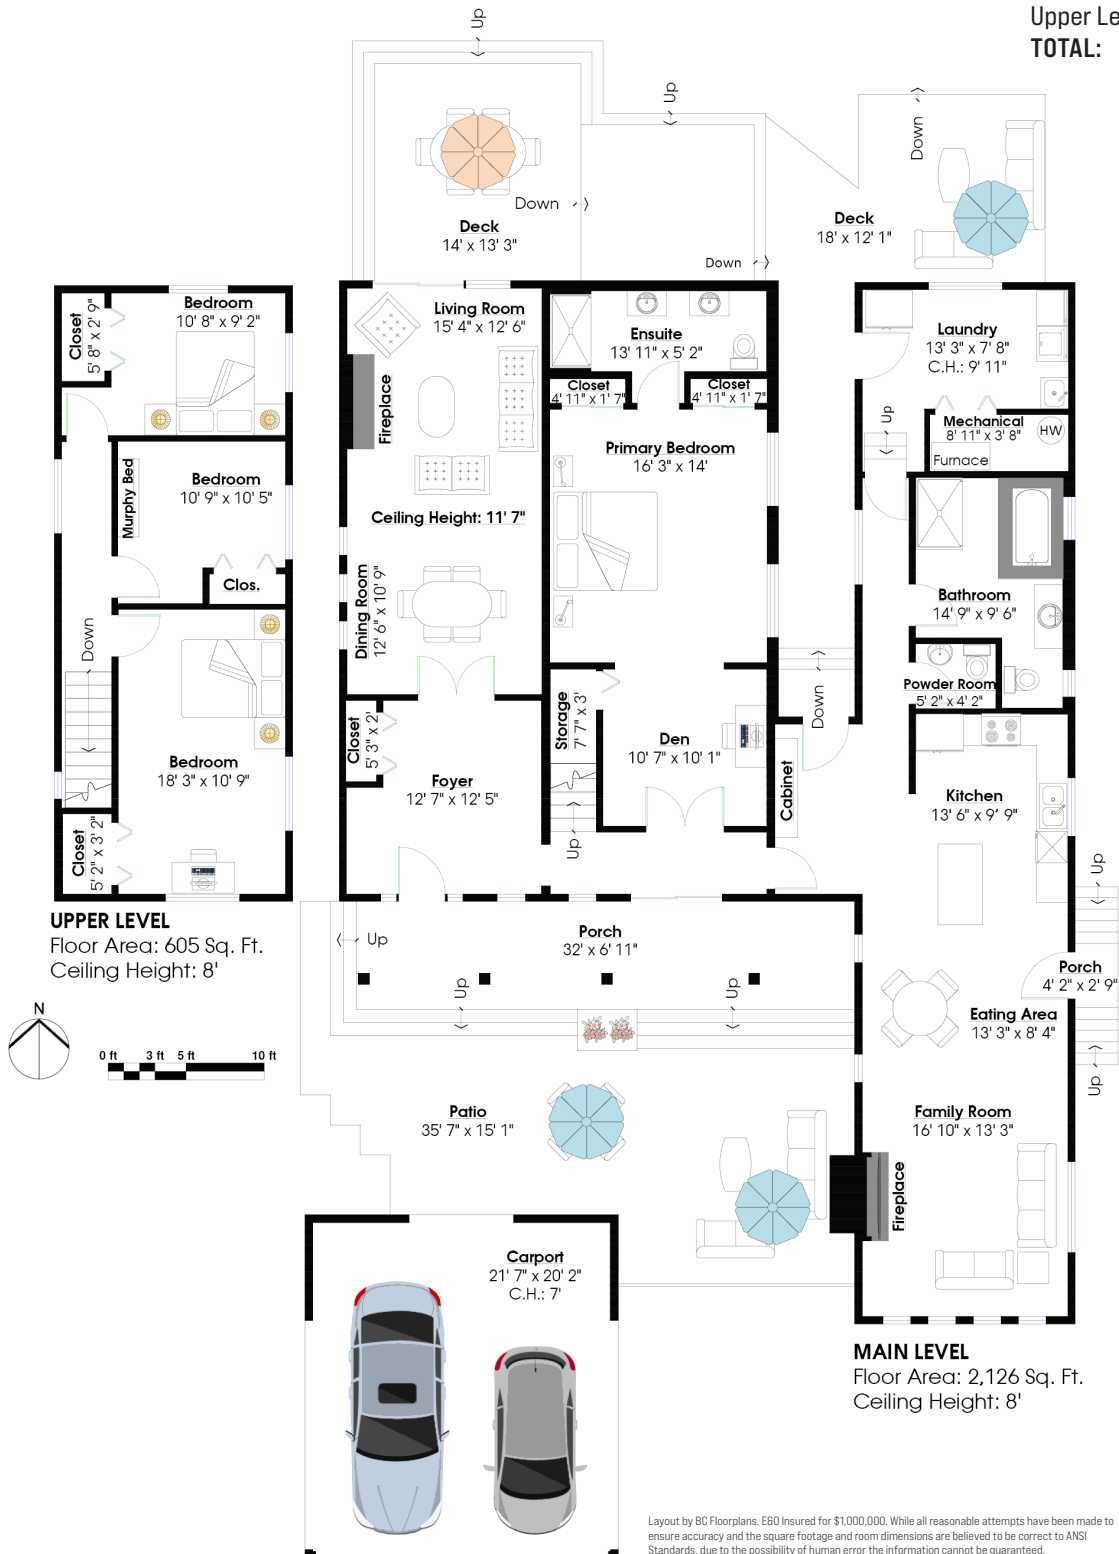 Upper Le
TOTAL:
Up
Up
Down
Down
Deck
14' x 13' 3"
Down
Deck
18' x 12' 1"
Closet
5' 8" x 2' 9"
Bedroom
10' 8" x 9' 2"
Murphy Bed
Bedroom
10' 9" x 10' 5"
Clos.
Down
Bedroom
18' 3" x 10' 9"
Closet
5' 2" x 3' 2"
UPPER LEVEL
Floor Area: 605 Sq. Ft.
Ceiling Height: 8'
N
0 ft 3 ft 5 ft 10 ft
Living Room
15' 4" x 12' 6"
Fireplace
Ceiling Height: 11' 7"
Dining Room
12' 6" x 10' 9"
Ensuite
13' 11" x 5' 2"
Closet
4' 11" x 1' 7"
Closet
4' 11" x 1' 7"
Primary Bedroom
16' 3" x 14'
Closet
5' 3" x 2'
Foyer
12' 7" x 12' 5"
Storage
7' 7" x 3'
Up
Den
10' 7" x 10' 1"
Cabinet
Down
Laundry
13' 3" x 7' 8"
C.H.: 9' 11"
Up
Mechanical
8' 11" x 3' 8"
HW
Furnace
Bathroom
14' 9" x 9' 6"
Powder Room
5' 2" x 4' 2"
Kitchen
13' 6" x 9' 9"
Up
Porch
4' 2" x 2' 9"
Up
Eating Area
13' 3" x 8' 4"
Family Room
16' 10" x 13' 3"
Fireplace
Porch
32' x 6' 11"
Up
Up
Up
Patio
35' 7" x 15' 1"
Carport
21' 7" x 20' 2"
C.H.: 7'
MAIN LEVEL
Floor Area: 2,126 Sq. Ft.
Ceiling Height: 8'
Layout by BC Floorplans. E&O Insured for $1,000,000. While all reasonable attempts have been made to
ensure accuracy and the square footage and room dimensions are believed to be correct to ANSI
Standards, due to the possibility of human error the information cannot be guaranteed.